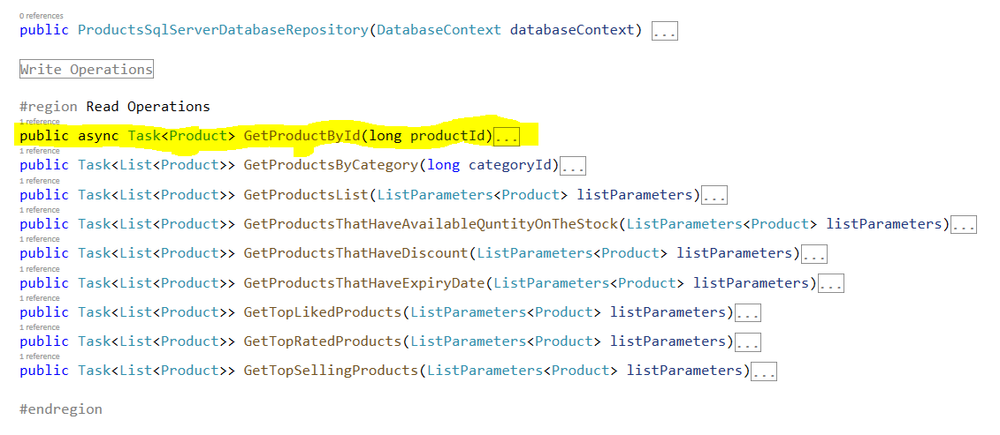 0 references
public ProductsSqlServerDatabaseRepository(DatabaseContext databaseContext) ...
Write Operations
#region Read Operations
1 reference
public async Task<Product> GetProductById(long productId)...
1 reference
public Task<List<Product>> GetProductsByCategory(long categoryId)...
1 reference
public Task<List<Product>> GetProductsList(ListParameters<Product> listParameters)...
1 reference
public Task<List<Product>> GetProductsThatHaveAvailableQuntityOnTheStock(ListParameters<Product> listParameters)...
1 reference
public Task<List<Product>> GetProductsThatHaveDiscount(ListParameters<Product> listParameters)...
1 reference
public Task<List<Product>> GetProductsThatHaveExpiryDate(ListParameters<Product> listParameters)...
1 reference
public Task<List<Product>> GetTopLikedProducts(ListParameters<Product> listParameters)...
1 reference
public Task<List<Product>> GetTopRatedProducts(ListParameters<Product> listParameters)...
1 reference
public Task<List<Product>> GetTopSellingProducts(ListParameters<Product> listParameters)...
#endregion